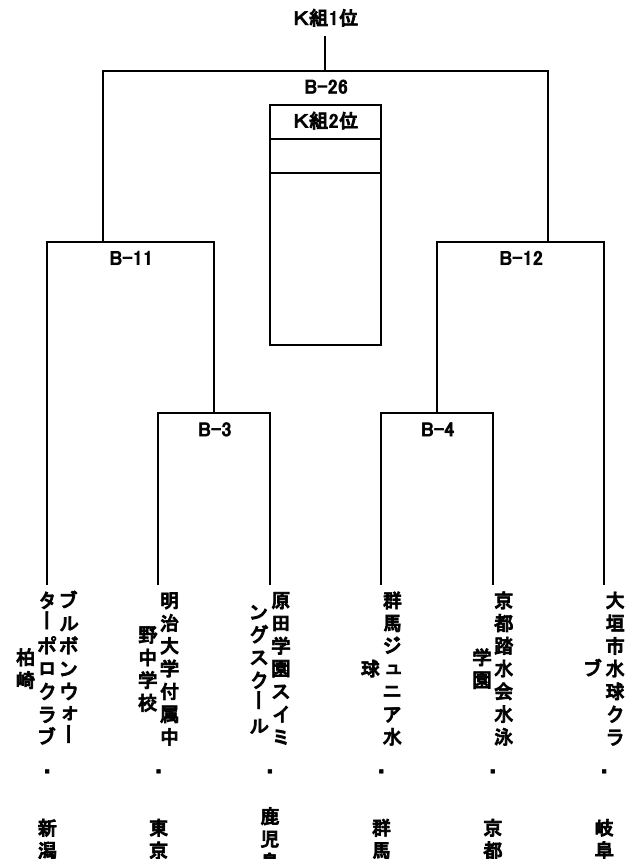 K組1位
B-26
K組2位
B-11
B-12
B-3
B-4
ブルボンウォー
ターポロクラブ
柏崎
・
新潟
明治大学付属中
野中学校
・
東京
原田学園スイミ
ングスクール
・
鹿児島
群馬ジュニア水
球
・
群馬
京都踏水会水泳
学園
・
京都
大垣市水球クラ
ブ
・
岐阜